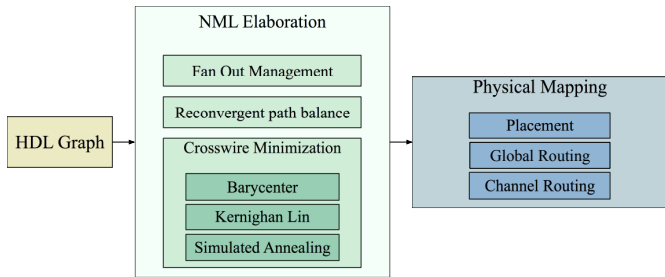 HDL Graph
NML Elaboration
Fan Out Management
Reconvergent path balance
Crosswire Minimization
Barycenter
Kernighan Lin
Simulated Annealing
Physical Mapping
Placement
Global Routing
Channel Routing